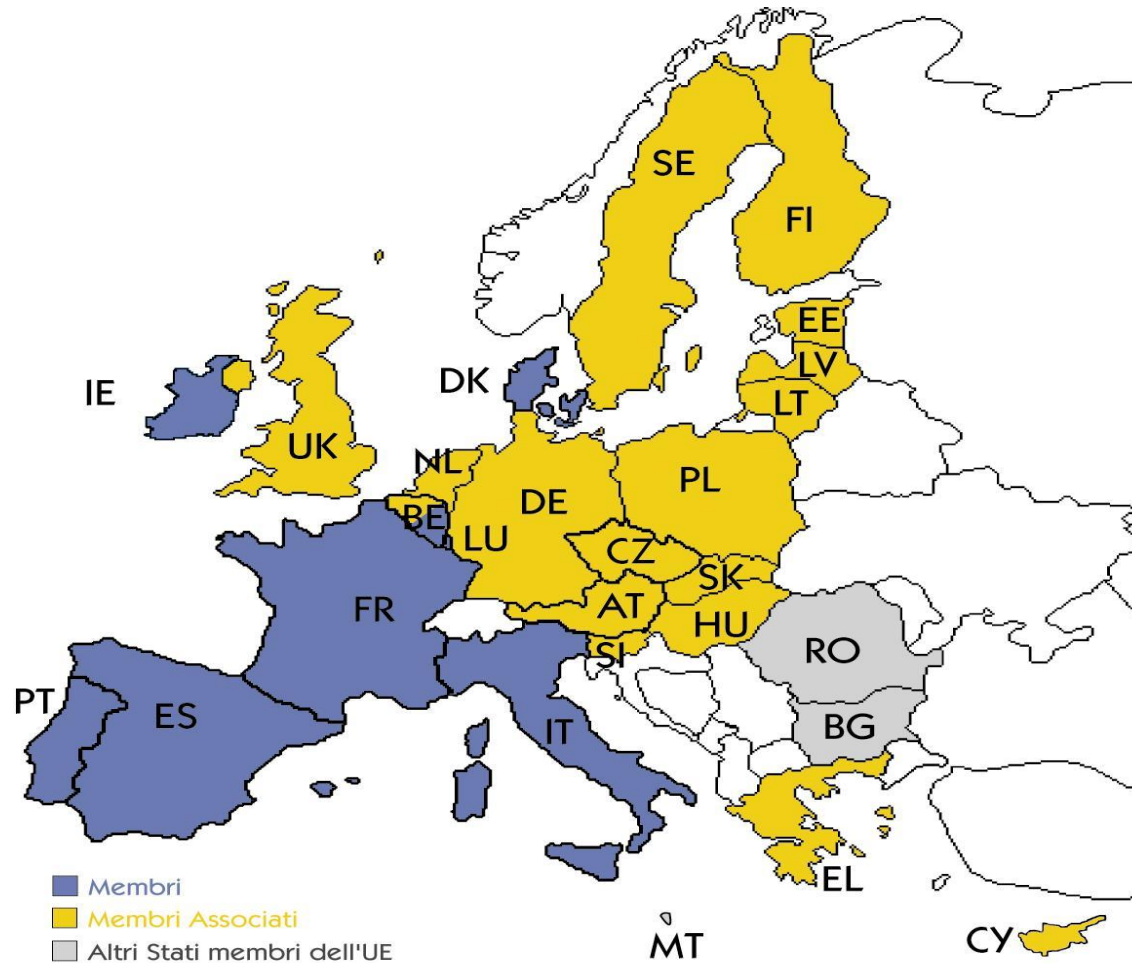 SE
FI
EE
LV
IE
DK
LT
UK
NL
PL
DE
BE
LU
CZ
SK
AT
FR
HU
SI
RO
PT
ES
IT
BG
EL
Membri
Membri Associati
MT
CY
Altri Stati membri dell'UE